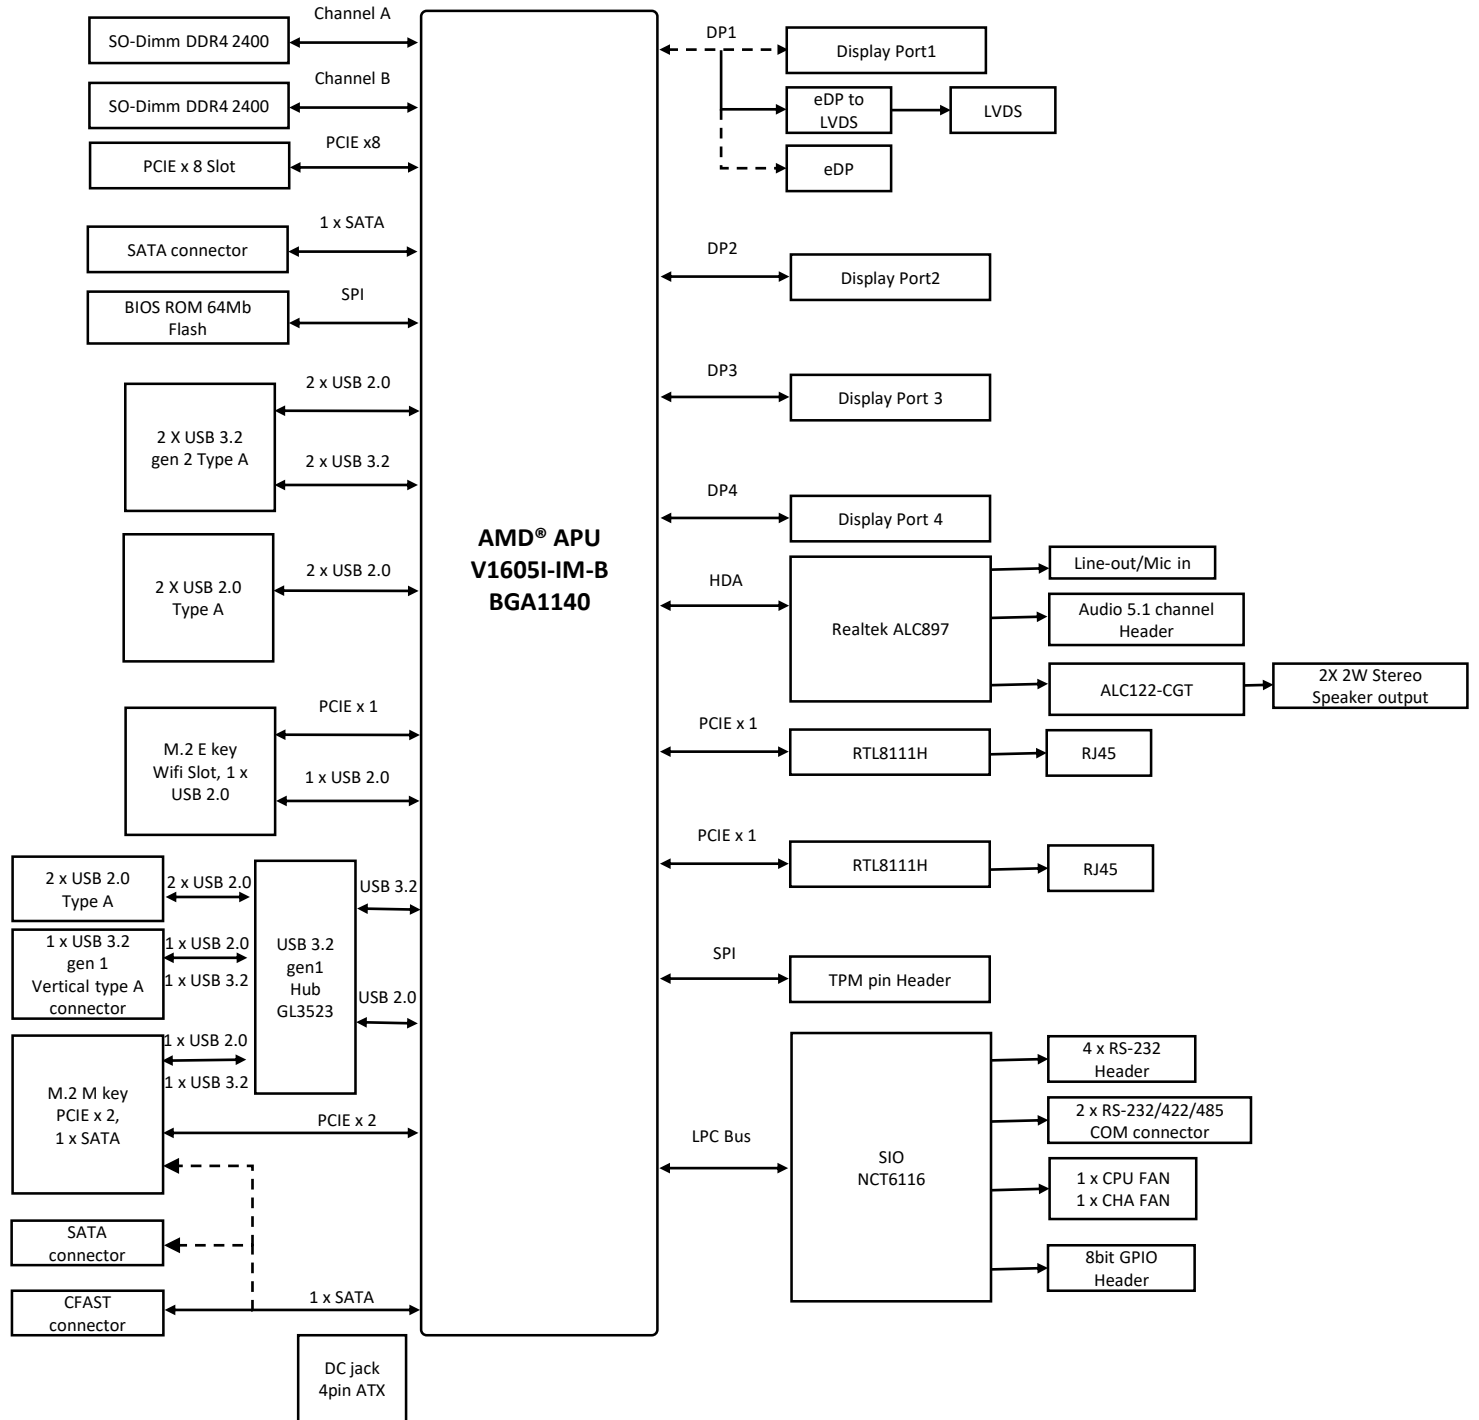 Channel A
SO-Dimm DDR4 2400
Channel B
SO-Dimm DDR4 2400
PCIE x8
PCIE x 8 Slot
1 x SATA
SATA connector
SPI
BIOS ROM 64Mb
Flash
2 x USB 2.0
2 X USB 3.2
gen 2 Type A
2 x USB 3.2
2 x USB 2.0
2 X USB 2.0
Type A
PCIE x 1
M.2 E key
Wifi Slot, 1 x
USB 2.0
1 x USB 2.0
2 x USB 2.0
Type A
2 x USB 2.0
USB 3.2
1 x USB 3.2
gen 1
Vertical type A
connector
1 x USB 2.0
1 x USB 3.2
USB 3.2
gen1
Hub
GL3523
USB 2.0
1 x USB 2.0
1 x USB 3.2
M.2 M key
PCIE x 2,
1 x SATA
PCIE x 2
SATA
connector
CFAST
connector
1 x SATA
DC jack
4pin ATX
AMD® APU
V1605I-IM-B
BGA1140
DP1
Display Port1
eDP to
LVDS
LVDS
eDP
DP2
Display Port2
DP3
Display Port 3
DP4
Display Port 4
HDA
Realtek ALC897
Line-out/Mic in
Audio 5.1 channel
Header
ALC122-CGT
2X 2W Stereo
Speaker output
PCIE x 1
RTL8111H
RJ45
PCIE x 1
RTL8111H
RJ45
SPI
TPM pin Header
LPC Bus
SIO
NCT6116
4 x RS-232
Header
2 x RS-232/422/485
COM connector
1 x CPU FAN
1 x CHA FAN
8bit GPIO
Header